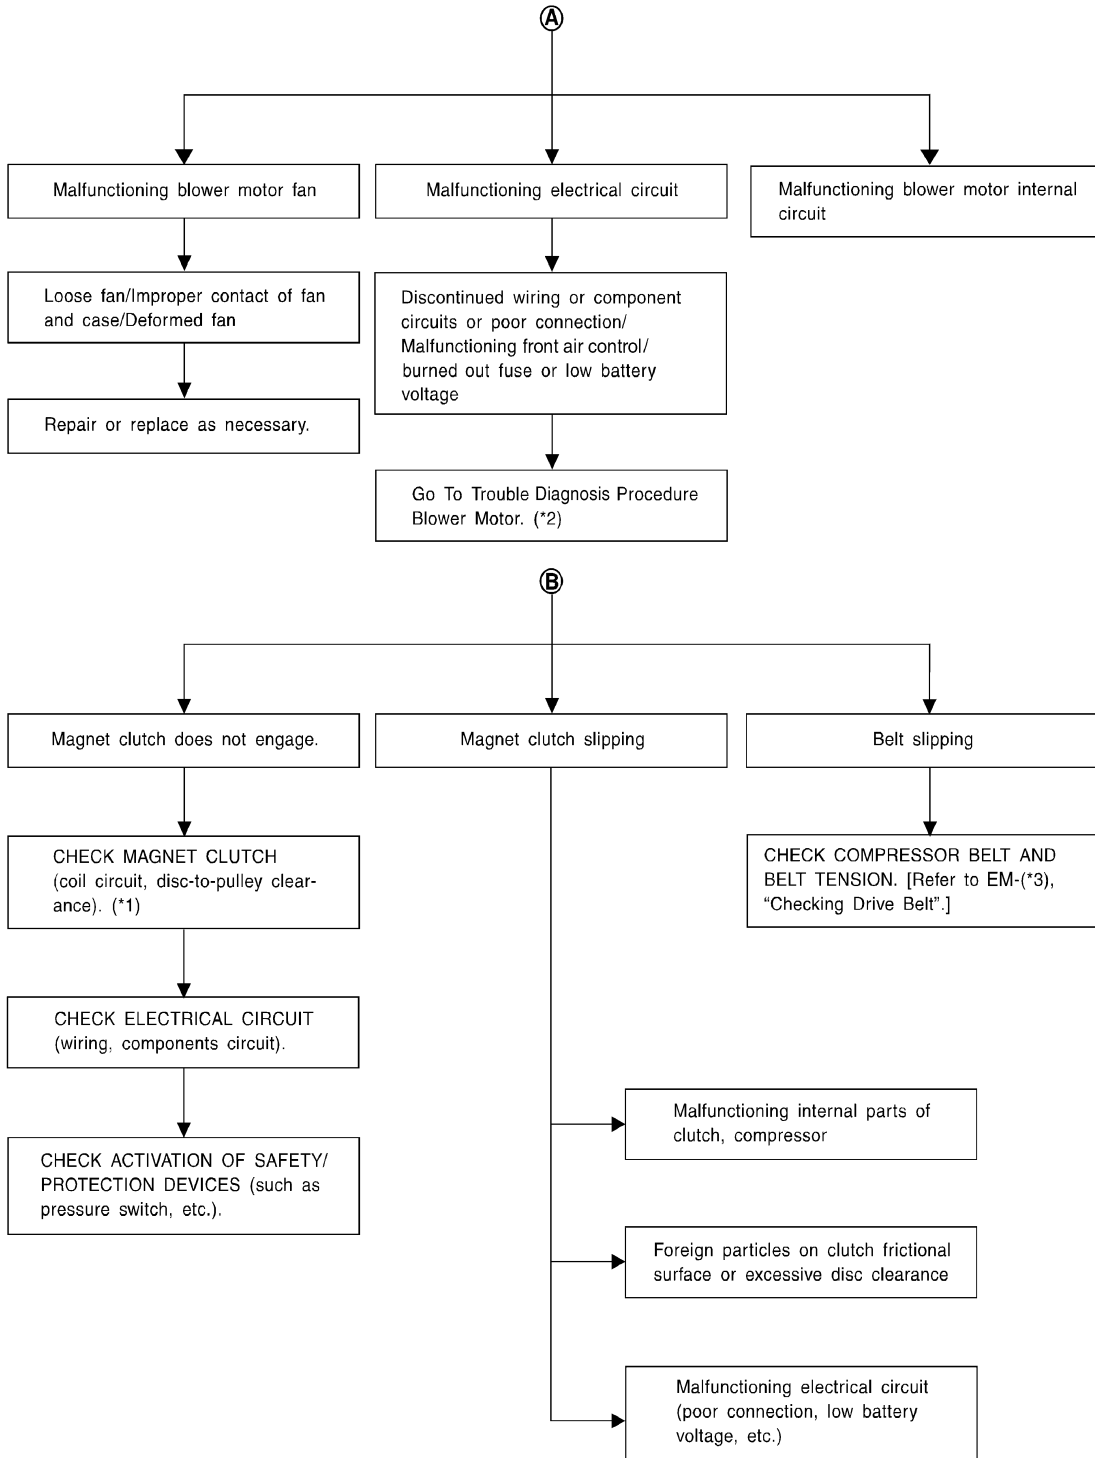 A
Malfunctioning blower motor fan
Malfunctioning electrical circuit
Malfunctioning blower motor internal
circuit
Loose fan/Improper contact of fan
and case/Deformed fan
Discontinued wiring or component
circuits or poor connection/
Malfunctioning front air control/
burned out fuse or low battery
voltage
Repair or replace as necessary.
Go To Trouble Diagnosis Procedure
Blower Motor. (*2)
B
Magnet clutch does not engage.
Magnet clutch slipping
Belt slipping
CHECK MAGNET CLUTCH
(coil circuit, disc-to-pulley clear-
ance). (*1)
CHECK COMPRESSOR BELT AND
BELT TENSION. [Refer to EM-(*3),
“Checking Drive Belt”.]
CHECK ELECTRICAL CIRCUIT
(wiring, components circuit).
CHECK ACTIVATION OF SAFETY/
PROTECTION DEVICES (such as
pressure switch, etc.).
Malfunctioning internal parts of
clutch, compressor
Foreign particles on clutch frictional
surface or excessive disc clearance
Malfunctioning electrical circuit
(poor connection, low battery
voltage, etc.)